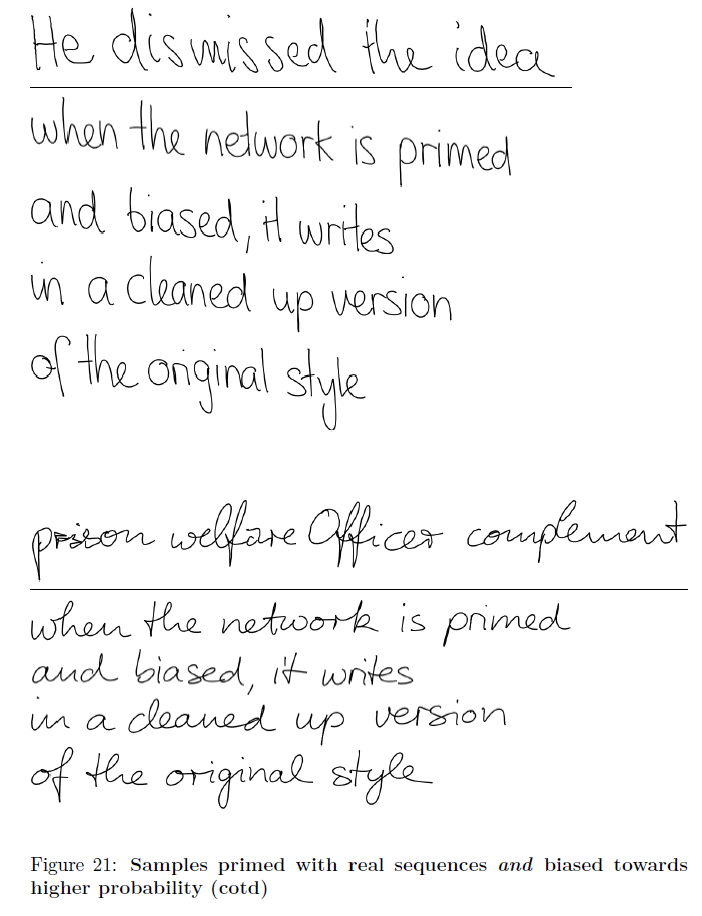 He dismissed the idea
when the network is primed
and biased, it writes
in a cleaned up version
of the original style
prison welfare Officer complement
when the network is primed
and biased, it writes
in a cleaned up version
of the original style
Figure 21: Samples primed with real sequences and biased towards
higher probability (cotd)